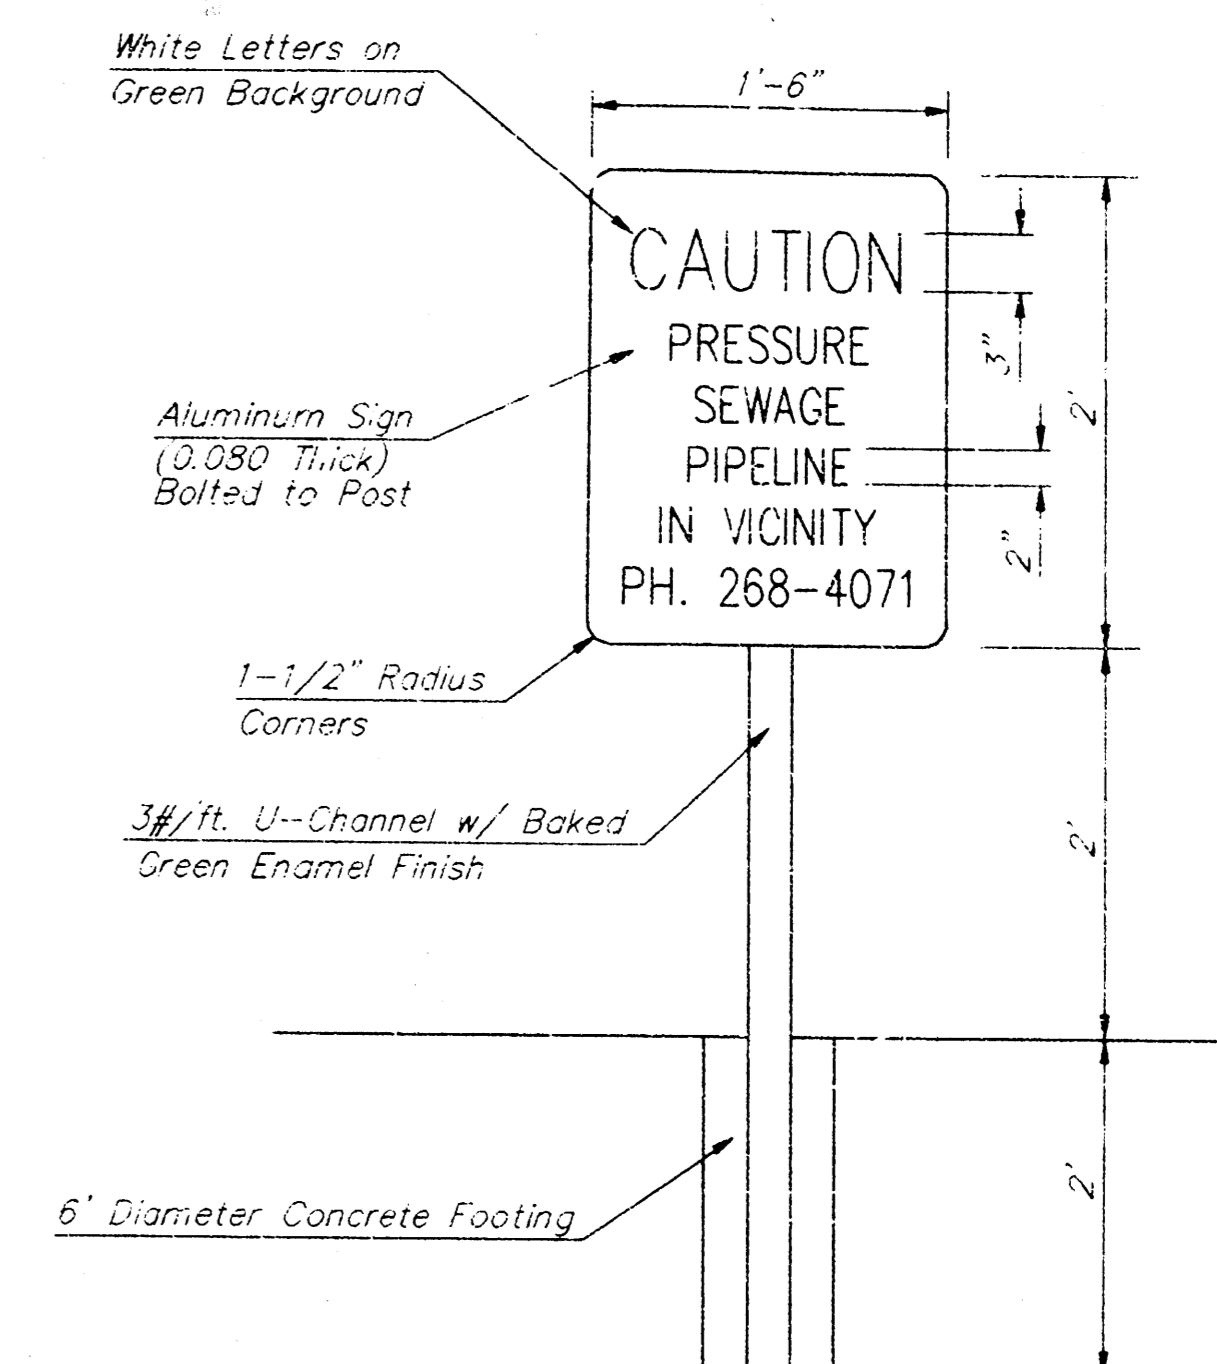 White Letters on
Green Background
1'-6"
CAUTION
PRESSURE
SEWAGE
PIPELINE
IN VICINITY
PH. 268-4071
3"
2'
2"
Aluminum Sign
(0.080 Thick)
Bolted to Post
1-1/2" Radius
Corners
3#/ft. U-Channel w/ Baked
Green Enamel Finish
2'
6' Diameter Concrete Footing
2'